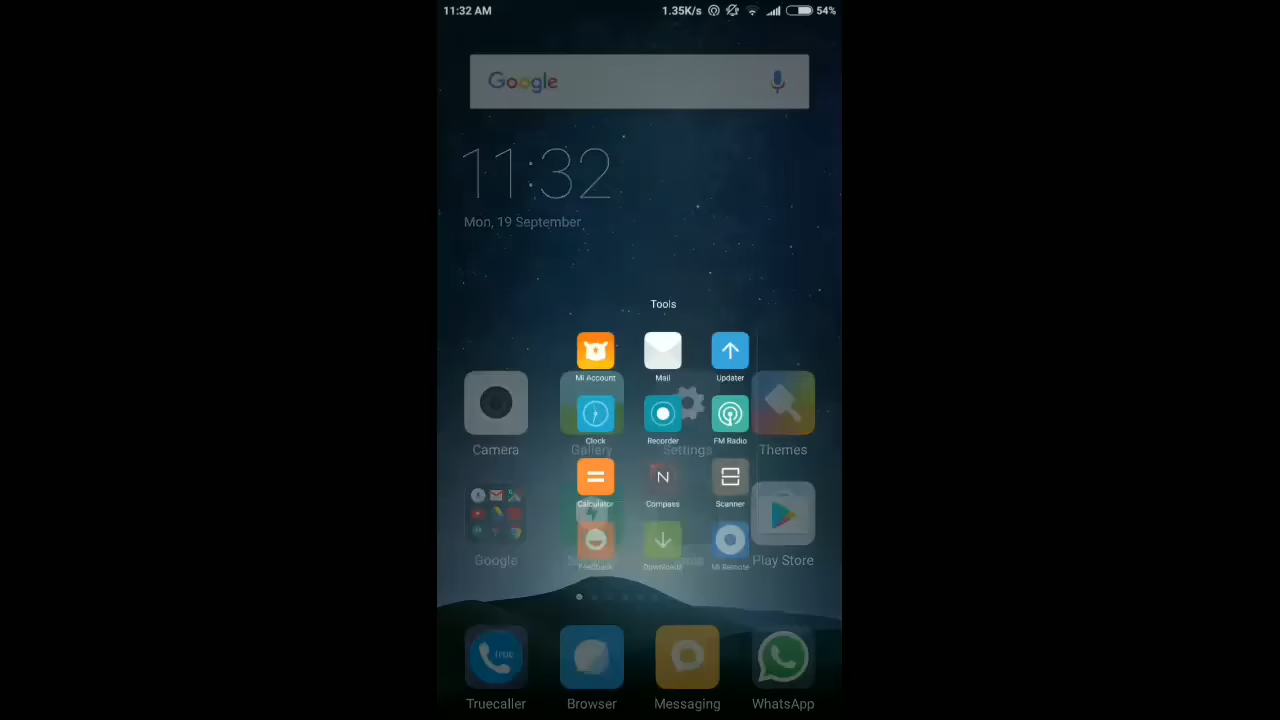 11:32 AM 1.35K/s 54%
Google
11:32
Mon, 19 September
Tools
Mi Account Mail Updater
Clock Recorder FM Radio
Camera Gallery Settings Themes
Calculator Compass Scanner
Google Play Store
Feedback Downloads Mi Remote
true
Truecaller Browser Messaging WhatsApp